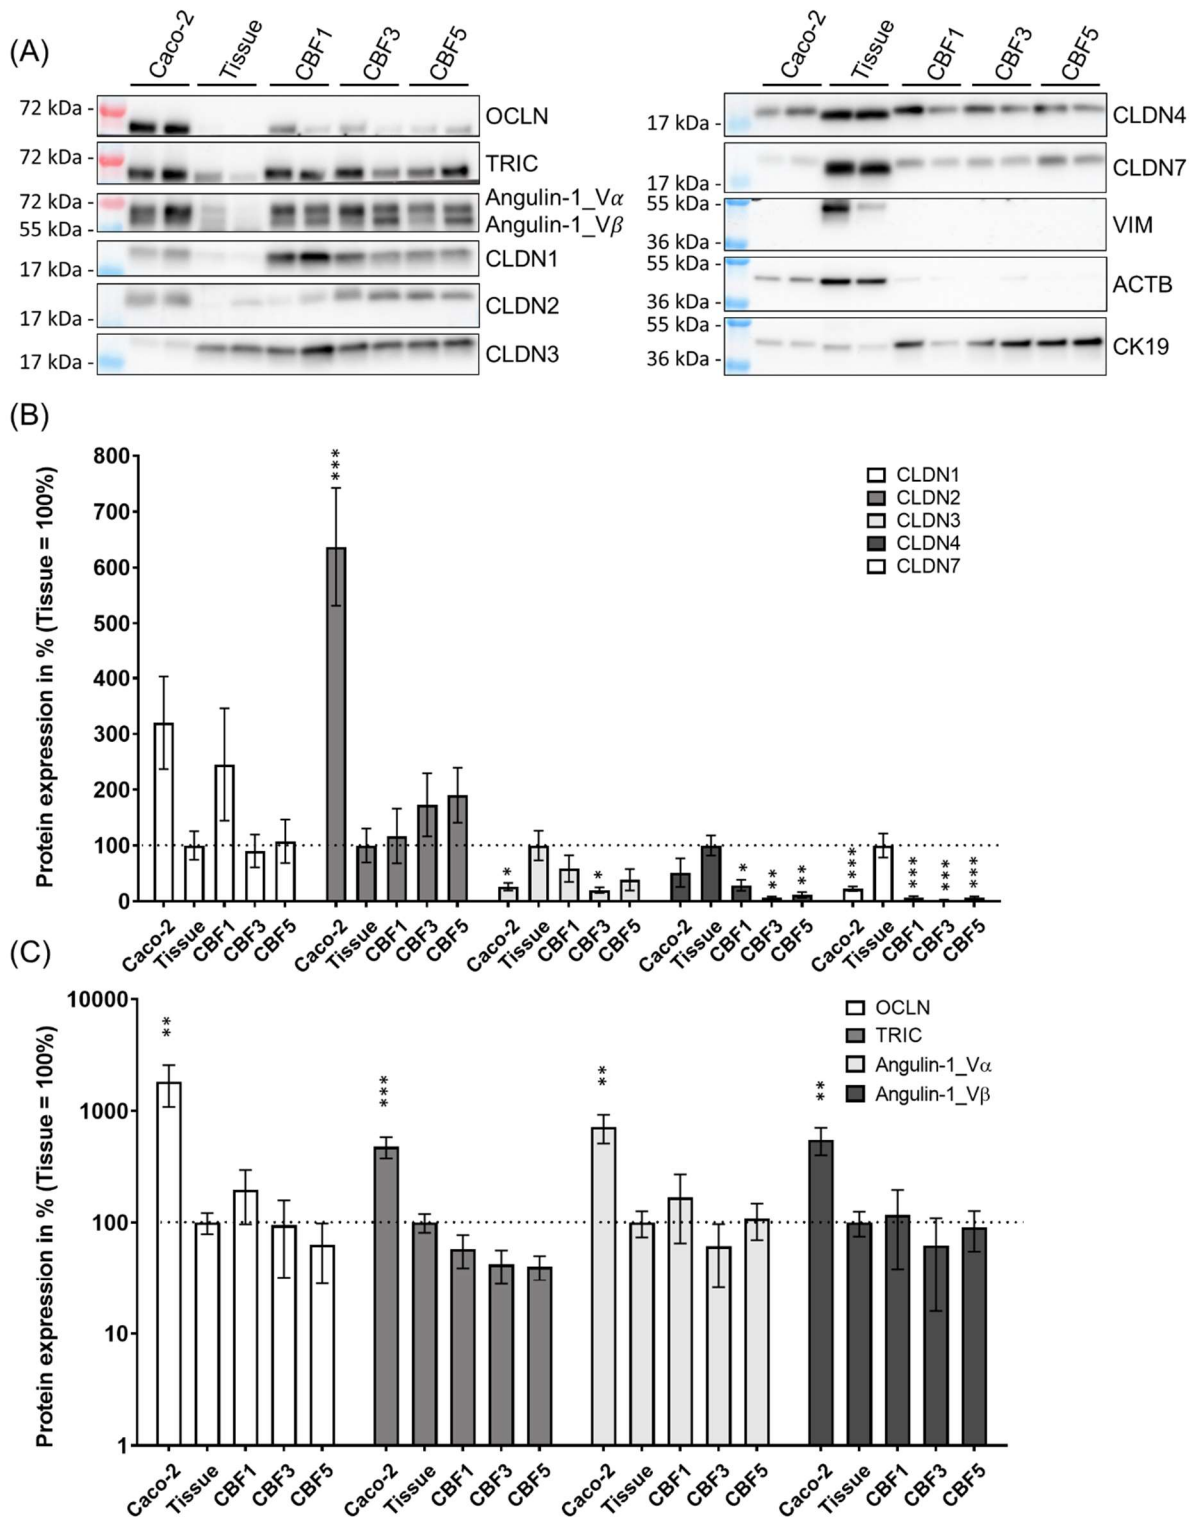 (A)
Caco-2 Tissue CBF1 CBF3 CBF5
72 kDa - OCLN
72 kDa - TRIC
72 kDa - Angulin-1_Vα
55 kDa - Angulin-1_Vβ
17 kDa - CLDN1
17 kDa - CLDN2
17 kDa - CLDN3
Caco-2 Tissue CBF1 CBF3 CBF5
17 kDa - CLDN4
17 kDa - CLDN7
55 kDa -
36 kDa - VIM
55 kDa -
36 kDa - ACTB
55 kDa -
36 kDa - CK19
(B)
Protein expression in % (Tissue = 100%)
800
700
600
500
400
300
200
100
0
***
* *
* ** **
*** *** *** ***
CLDN1
CLDN2
CLDN3
CLDN4
CLDN7
Caco-2 Tissue CBF1 CBF3 CBF5 Caco-2 Tissue CBF1 CBF3 CBF5 Caco-2 Tissue CBF1 CBF3 CBF5 Caco-2 Tissue CBF1 CBF3 CBF5 Caco-2 Tissue CBF1 CBF3 CBF5
(C)
Protein expression in % (Tissue = 100%)
10000
1000
100
10
1
** *** ** **
OCLN
TRIC
Angulin-1_Vα
Angulin-1_Vβ
Caco-2 Tissue CBF1 CBF3 CBF5 Caco-2 Tissue CBF1 CBF3 CBF5 Caco-2 Tissue CBF1 CBF3 CBF5 Caco-2 Tissue CBF1 CBF3 CBF5